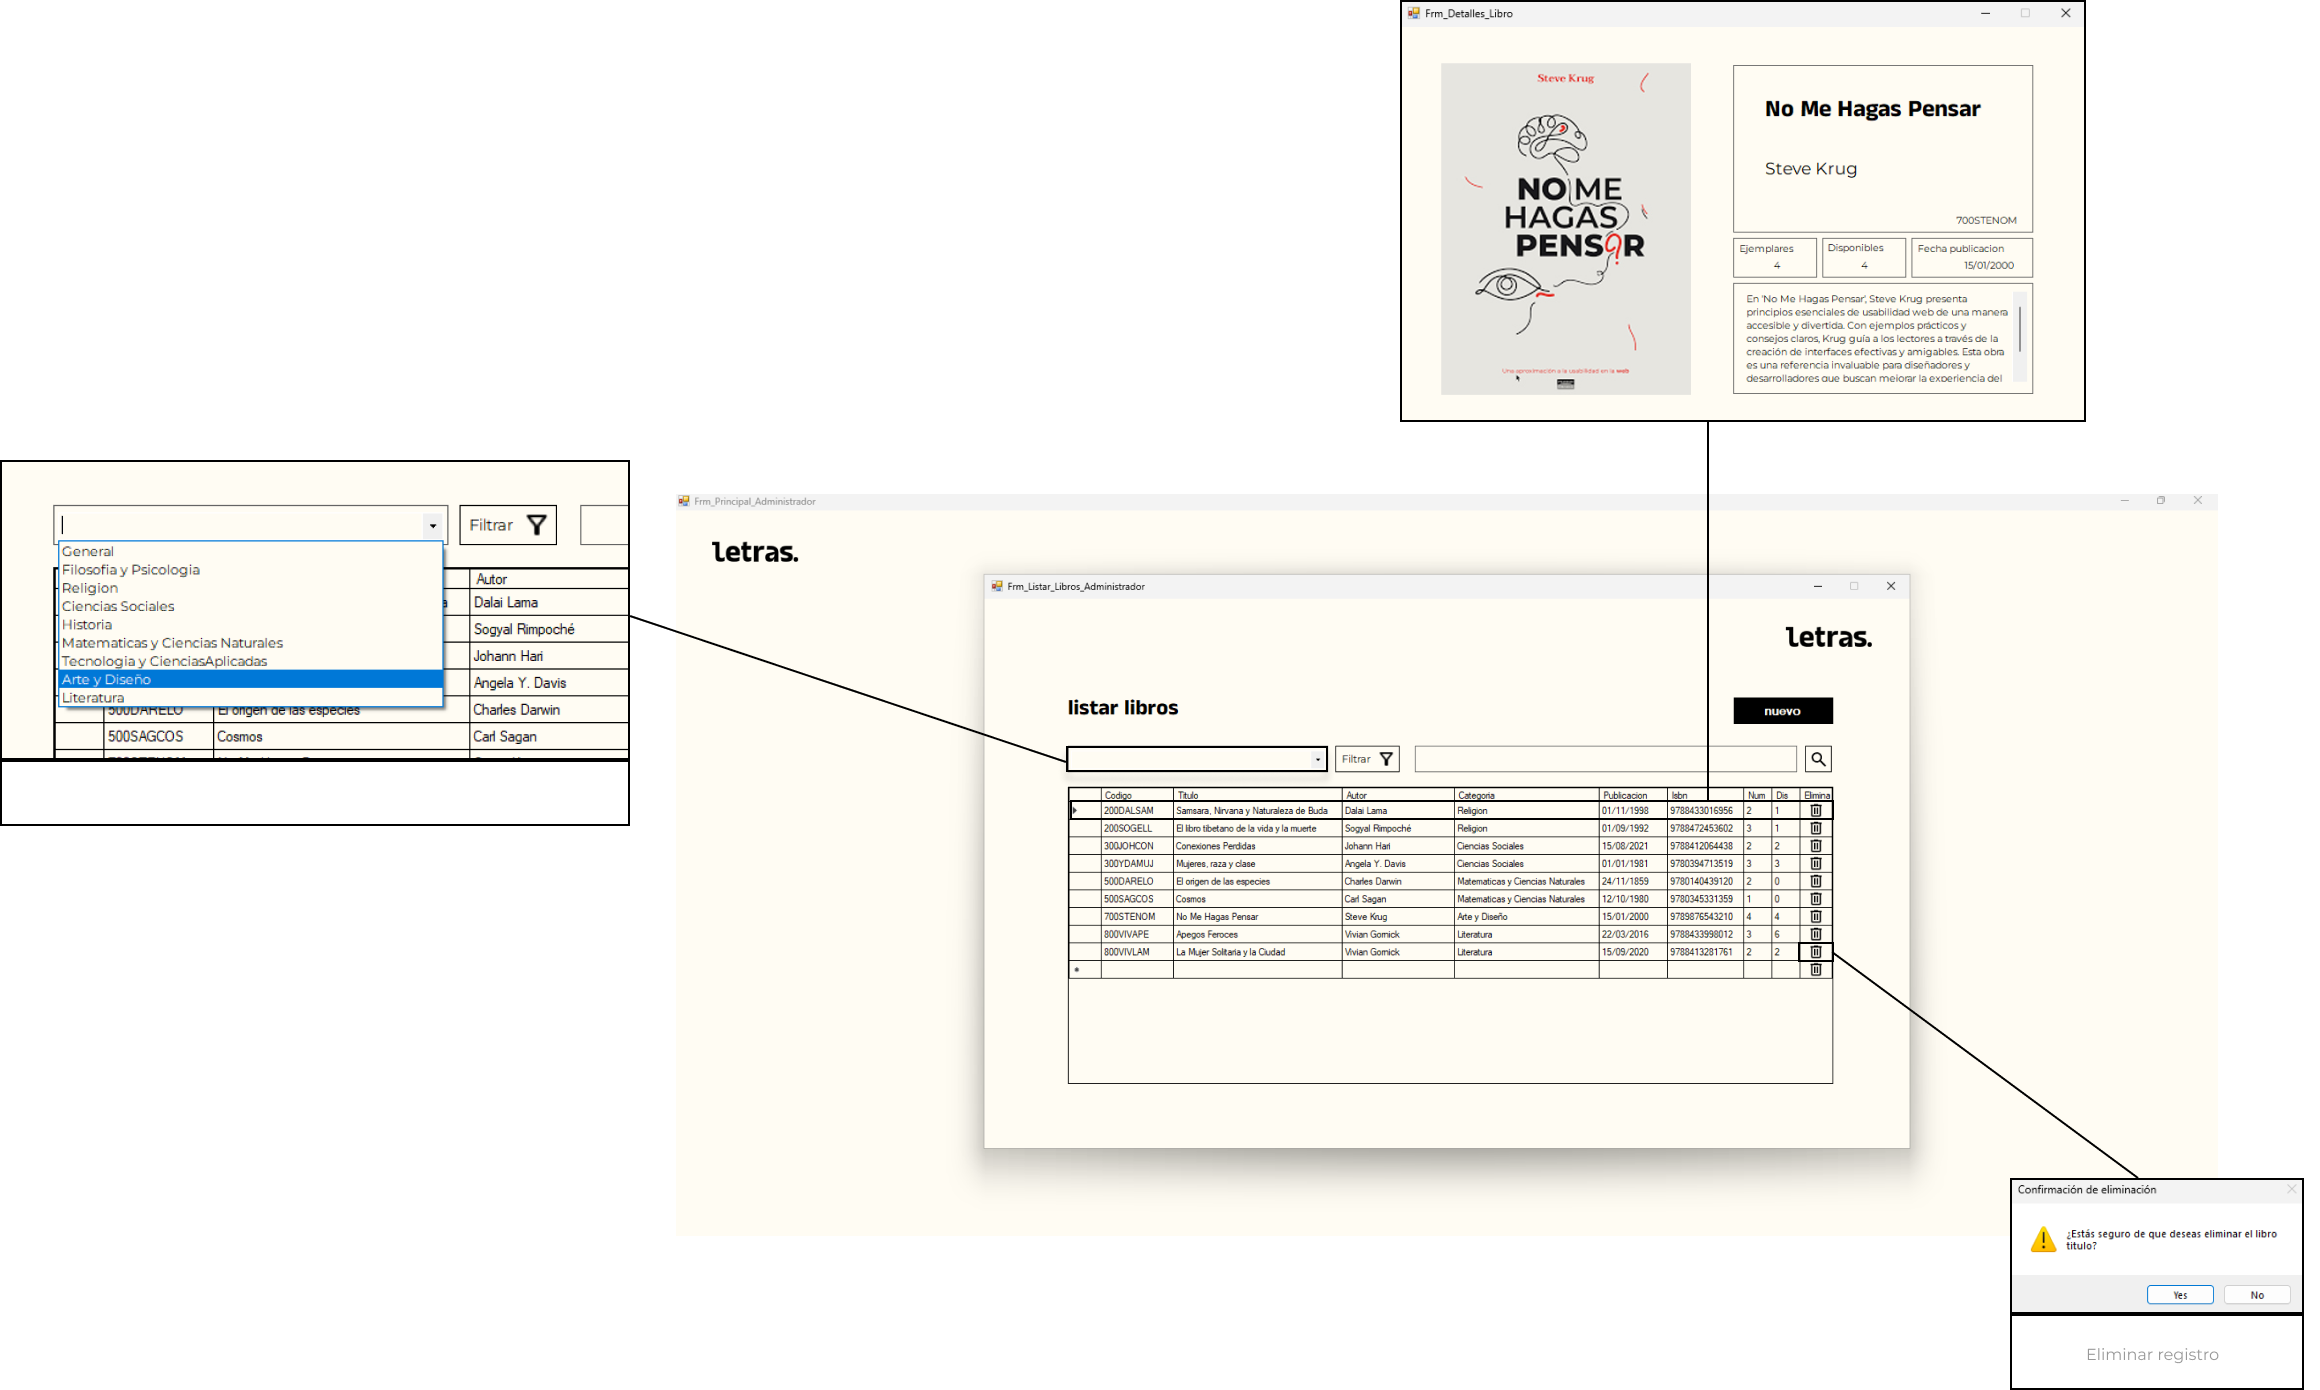 Frm_Detalles_Libro
Steve Krug
NO ME
HAGAS
PENSAR
Una aproximación a la usabilidad en la web
No Me Hagas Pensar
Steve Krug
700STENOM
Ejemplares
4
Disponibles
4
Fecha publicacion
15/01/2000
En 'No Me Hagas Pensar', Steve Krug presenta
principios esenciales de usabilidad web de una manera
accesible y divertida. Con ejemplos prácticos y
consejos claros, Krug guía a los lectores a través de la
creación de interfaces efectivas y amigables. Esta obra
es una referencia invaluable para diseñadores y
desarrolladores que buscan mejorar la experiencia del
Filtrar
General
Filosofia y Psicologia
Religion
Ciencias Sociales
Historia
Matematicas y Ciencias Naturales
Tecnologia y CienciasAplicadas
Arte y Diseño
Literatura
Autor
a Dalai Lama
Sogyal Rimpoché
Johann Hari
Angela Y. Davis
500DARELO El origen de las especies Charles Darwin
500SAGCOS Cosmos Carl Sagan
Frm_Principal_Administrador
letras.
Frm_Listar_Libros_Administrador
letras.
listar libros
nuevo
Filtrar
Codigo Titulo Autor Categoria Publicacion Isbn Num Dis Elimina
200DALSAM Samsara, Nirvana y Naturaleza de Buda Dalai Lama Religion 01/11/1998 9788433016956 2 1
200SOGELL El libro tibetano de la vida y la muerte Sogyal Rimpoché Religion 01/09/1992 9788472453602 3 1
300JOHCON Conexiones Perdidas Johann Hari Ciencias Sociales 15/08/2021 9788412064438 2 2
300YDAMUJ Mujeres, raza y clase Angela Y. Davis Ciencias Sociales 01/01/1981 9780394713519 3 3
500DARELO El origen de las especies Charles Darwin Matematicas y Ciencias Naturales 24/11/1859 9780140439120 2 0
500SAGCOS Cosmos Carl Sagan Matematicas y Ciencias Naturales 12/10/1980 9780345331359 1 0
700STENOM No Me Hagas Pensar Steve Krug Arte y Diseño 15/01/2000 9789876543210 4 4
800VIVAPE Apegos Feroces Vivian Gornick Literatura 22/03/2016 9788433998012 3 6
800VIVLAM La Mujer Solitaria y la Ciudad Vivian Gornick Literatura 15/09/2020 9788413281761 2 2
Confirmación de eliminación
¿Estás seguro de que deseas eliminar el libro
titulo?
Yes
No
Eliminar registro